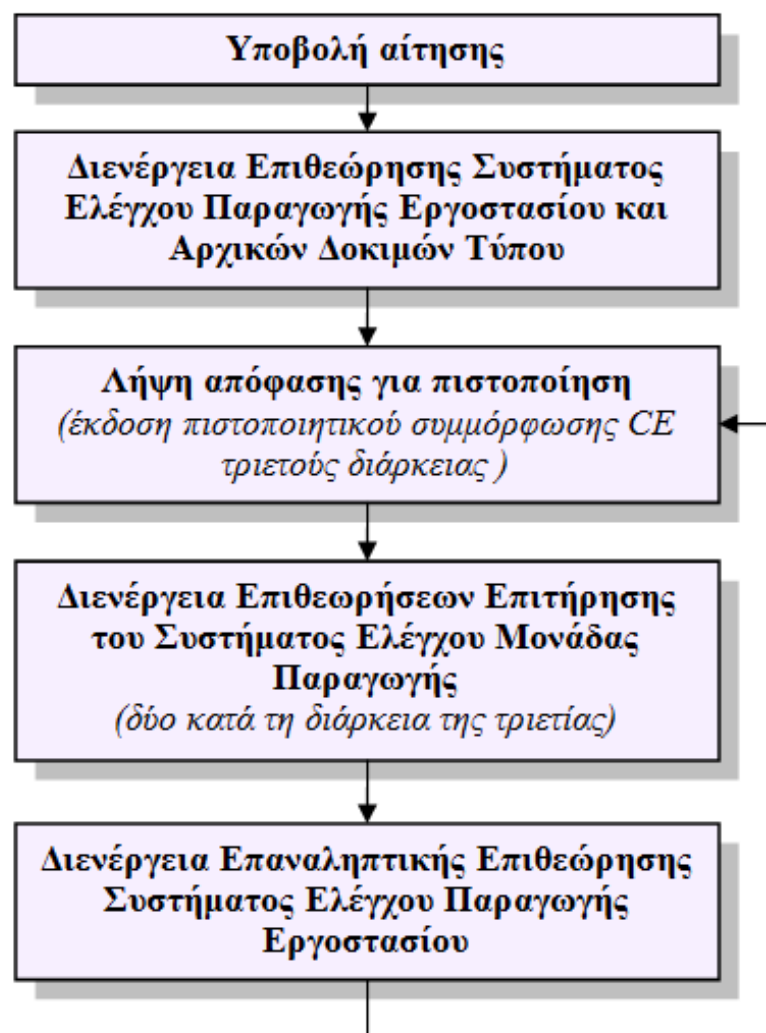 Υποβολή αίτησης
Διενέργεια Επιθεώρησης Συστήματος
Ελέγχου Παραγωγής Εργοστασίου και
Αρχικών Δοκιμών Τύπου
Λήψη απόφασης για πιστοποίηση
(έκδοση πιστοποιητικού συμμόρφωσης CE
τριετούς διάρκειας )
Διενέργεια Επιθεωρήσεων Επιτήρησης
του Συστήματος Ελέγχου Μονάδας
Παραγωγής
(δύο κατά τη διάρκεια της τριετίας)
Διενέργεια Επαναληπτικής Επιθεώρησης
Συστήματος Ελέγχου Παραγωγής
Εργοστασίου